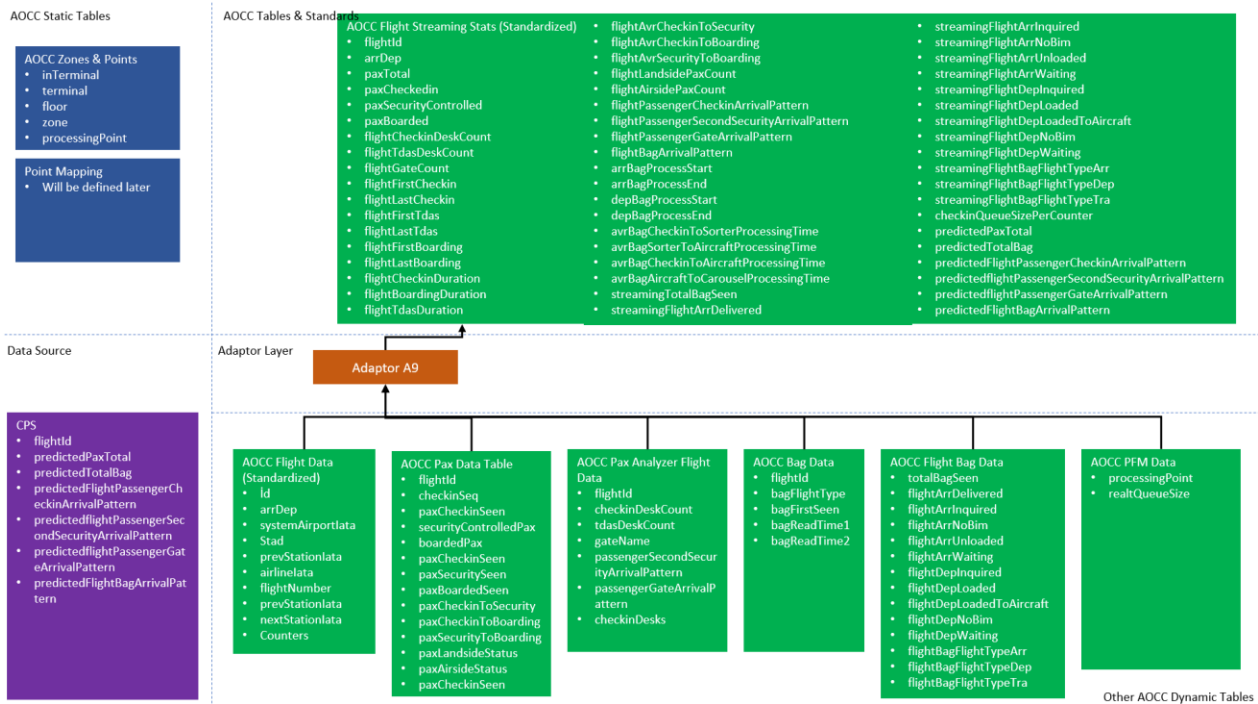 AOCC Static Tables
AOCC Zones & Points
• inTerminal
• terminal
• floor
• zone
• processingPoint
Point Mapping
• Will be defined later
AOCC Tables & Standards
AOCC Flight Streaming Stats (Standardized)
• flightId
• arrDep
• paxTotal
• paxCheckedin
• paxSecurityControlled
• paxBoarded
• flightCheckinDeskCount
• flightTdasDeskCount
• flightGateCount
• flightFirstCheckin
• flightLastCheckin
• flightFirstTdas
• flightLastTdas
• flightFirstBoarding
• flightLastBoarding
• flightCheckinDuration
• flightBoardingDuration
• flightTdasDuration
• flightAvrCheckinToSecurity
• flightAvrCheckinToBoarding
• flightAvrSecurityToBoarding
• flightLandsidePaxCount
• flightAirsidePaxCount
• flightPassengerCheckinArrivalPattern
• flightPassengerSecondSecurityArrivalPattern
• flightPassengerGateArrivalPattern
• flightBagArrivalPattern
• arrBagProcessStart
• arrBagProcessEnd
• depBagProcessStart
• depBagProcessEnd
• avrBagCheckinToSorterProcessingTime
• avrBagSorterToAircraftProcessingTime
• avrBagCheckinToAircraftProcessingTime
• avrBagAircraftToCarouselProcessingTime
• streamingTotalBagSeen
• streamingFlightArrDelivered
• streamingFlightArrInquired
• streamingFlightArrNoBim
• streamingFlightArrUnloaded
• streamingFlightArrWaiting
• streamingFlightDepInquired
• streamingFlightDepLoaded
• streamingFlightDepLoadedToAircraft
• streamingFlightDepNoBim
• streamingFlightDepWaiting
• streamingFlightBagFlightTypeArr
• streamingFlightBagFlightTypeDep
• streamingFlightBagFlightTypeTra
• checkinQueueSizePerCounter
• predictedPaxTotal
• predictedTotalBag
• predictedFlightPassengerCheckinArrivalPattern
• predictedflightPassengerSecondSecurityArrivalPattern
• predictedflightPassengerGateArrivalPattern
• predictedFlightBagArrivalPattern
Data Source
Adaptor Layer
Adaptor A9
CPS
• flightId
• predictedPaxTotal
• predictedTotalBag
• predictedFlightPassengerChe
ckinArrivalPattern
• predictedflightPassengerSec
ondSecurityArrivalPattern
• predictedflightPassengerGat
eArrivalPattern
• predictedFlightBagArrivalPat
tern
AOCC Flight Data
(Standardized)
• İd
• arrDep
• systemAirportIata
• Stad
• prevStationIata
• airlineIata
• flightNumber
• prevStationIata
• nextStationIata
• Counters
AOCC Pax Data Table
• flightId
• checkinSeq
• paxCheckinSeen
• securityControlledPax
• boardedPax
• paxCheckinSeen
• paxSecuritySeen
• paxBoardedSeen
• paxCheckinToSecurity
• paxCheckinToBoarding
• paxSecurityToBoarding
• paxLandsideStatus
• paxAirsideStatus
• paxCheckinSeen
AOCC Pax Analyzer Flight
Data
• flightId
• checkinDeskCount
• tdasDeskCount
• gateName
• passengerSecondSecur
ityArrivalPattern
• passengerGateArrivalP
attern
• checkinDesks
AOCC Bag Data
• flightId
• bagFlightType
• bagFirstSeen
• bagReadTime1
• bagReadTime2
AOCC Flight Bag Data
• totalBagSeen
• flightArrDelivered
• flightArrInquired
• flightArrNoBim
• flightArrUnloaded
• flightArrWaiting
• flightDepInquired
• flightDepLoaded
• flightDepLoadedToAircraft
• flightDepNoBim
• flightDepWaiting
• flightBagFlightTypeArr
• flightBagFlightTypeDep
• flightBagFlightTypeTra
AOCC PFM Data
• processingPoint
• realtQueueSize
Other AOCC Dynamic Tables